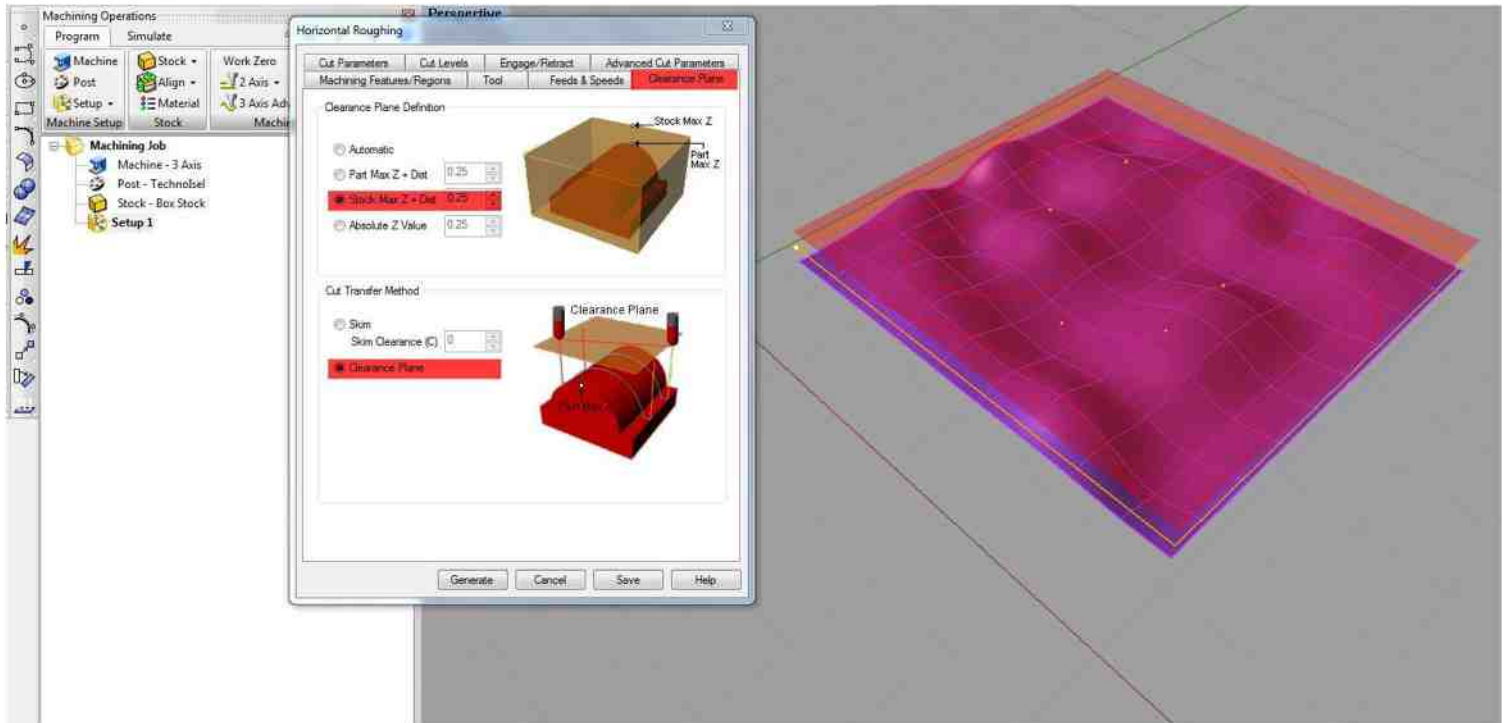 Machining Operations
Perspective
Program Simulate
Machine Stock Work Zero
Post Align 2 Axis
Setup Material 3 Axis Adv
Machine Setup Stock Machin
Machining Job
Machine - 3 Axis
Post - TechnoIsel
Stock - Box Stock
Setup 1
Horizontal Roughing
Cut Parameters Cut Levels Engage/Retract Advanced Cut Parameters
Machining Features/Regions Tool Feeds & Speeds Clearance Plane
Clearance Plane Definition
Stock Max Z
Part
Max Z
Automatic
Part Max Z + Dist 0.25
Stock Max Z + Dist 0.25
Absolute Z Value 0.25
Cut Transfer Method
Clearance Plane
Skim
Skim Clearance (C) 0
Clearance Plane
Generate Cancel Save Help